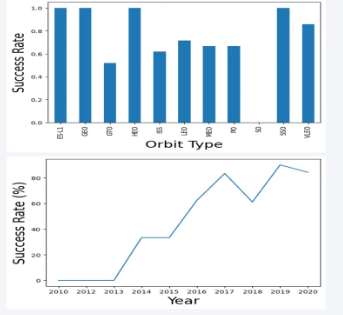 Success Rate
1.0
0.8
0.6
0.4
0.2
0.0
ES-L1 GEO GTO HEO ISS LEO MEO PO SO SSO VLEO
Orbit Type
Success Rate (%)
80
60
40
20
0
2010 2012 2013 2014 2015 2016 2017 2018 2019 2020
Year